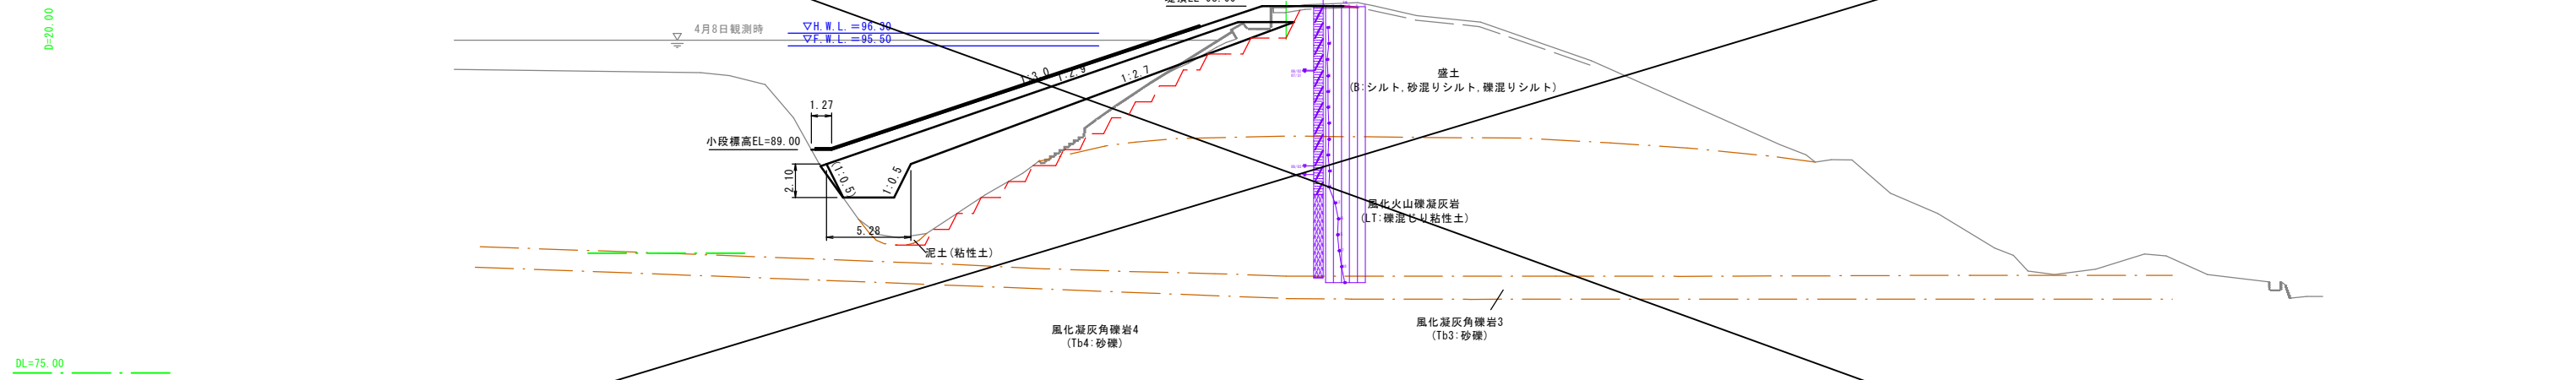 D=20.00
4月8日観測時
▽H.W.L.=96.30
▽F.W.L.=95.50
1:3.0
1:2.9
1:2.7
盛土
(B:シルト,砂混りシルト,礫混りシルト)
1.27
小段標高EL=89.00
2.10
(1:0.5)
1:0.5
風化火山礫凝灰岩
(LT:礫混じり粘性土)
5.28
泥土(粘性土)
風化凝灰角礫岩4
(Tb4:砂礫)
風化凝灰角礫岩3
(Tb3:砂礫)
DL=75.00